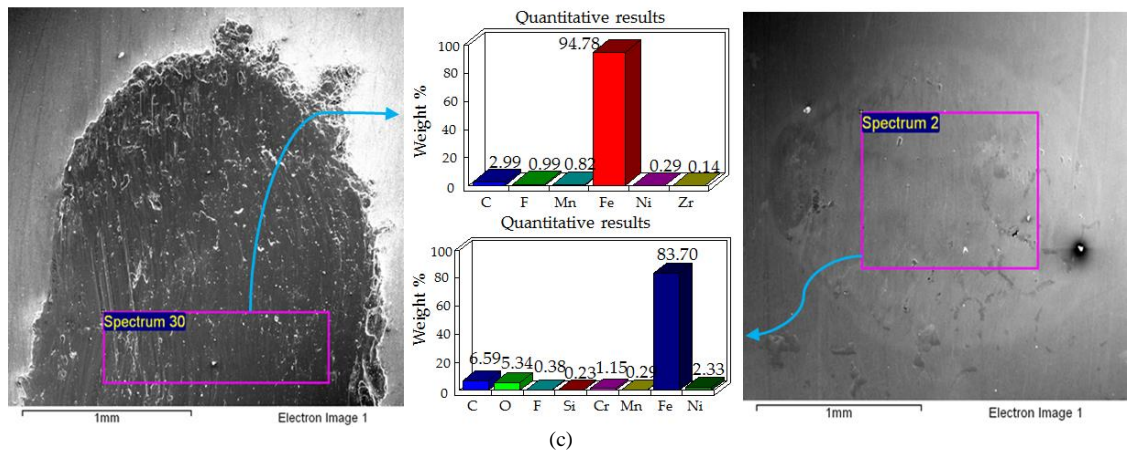 Spectrum 30
1mm
Electron Image 1
Quantitative results
Weight %
100
80
60
40
20
0
2.99 0.99 0.82 94.78 0.29 0.14
C F Mn Fe Ni Zr
Quantitative results
Weight %
100
80
60
40
20
0
6.59 5.34 0.38 0.23 1.15 0.29 83.70 2.33
C O F Si Cr Mn Fe Ni
Spectrum 2
1mm
Electron Image 1
(c)